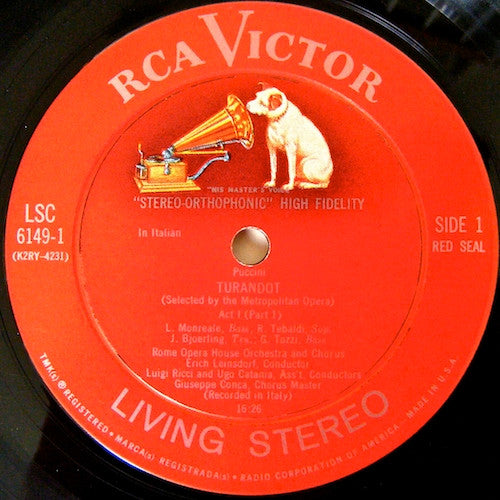 RCA VICTOR
"HIS MASTER'S VOICE"
"STEREO-ORTHOPHONIC" HIGH FIDELITY
LSC
6149-1
(K2RY-4231)
SIDE 1
RED SEAL
In Italian
Puccini
TURANDOT
(Selected by the Metropolitan Opera)
Act I (Part 1)
L. Monreale, Bass, R. Tebaldi, Sop.
J. Bjoerling, Ten.; G. Tozzi, Bass
Rome Opera House Orchestra and Chorus
Erich Leinsdorf, Conductor
Luigi Ricci and Ugo Catania, Ass't. Conductors
Giuseppe Conca, Chorus Master
(Recorded in Italy)
16:26
LIVING STEREO
TMK(s) ® REGISTERED • MARCA(s) REGISTRADA(s) • RADIO CORPORATION OF AMERICA • MADE IN U.S.A.